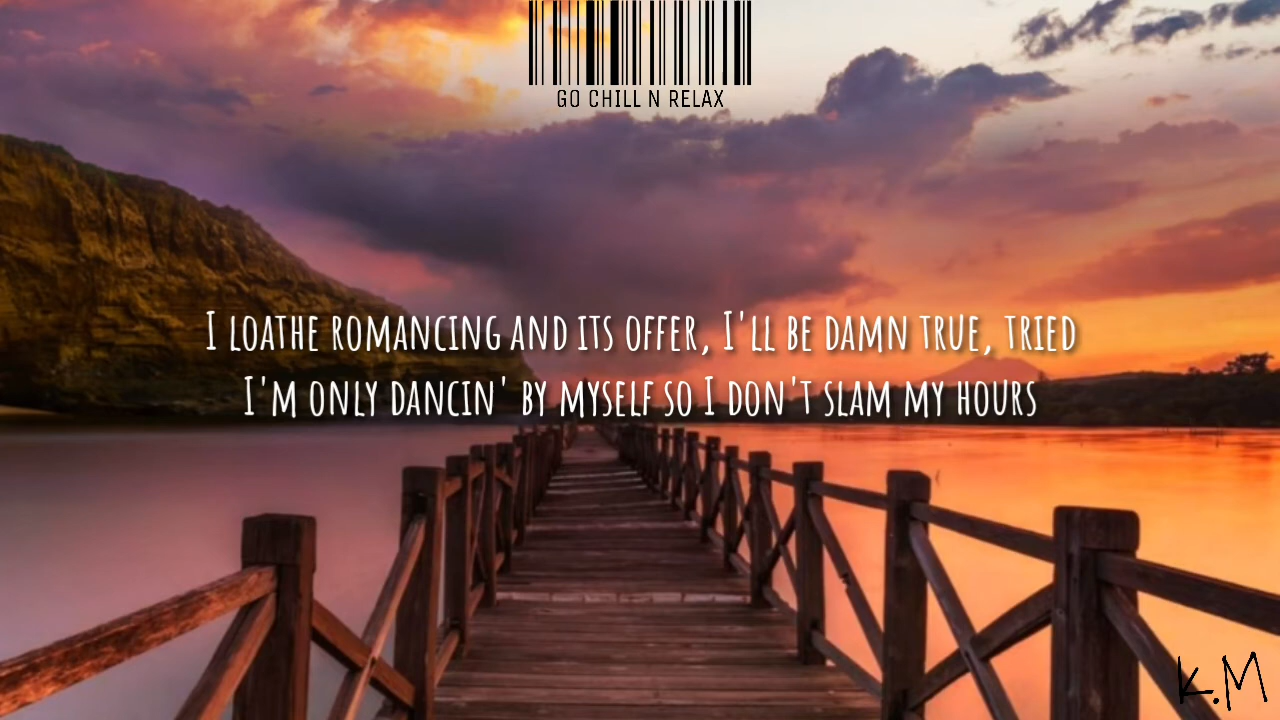 GO CHILL N RELAX
I LOATHE ROMANCING AND ITS OFFER, I'LL BE DAMN TRUE, TRIED
I'M ONLY DANCIN' BY MYSELF SO I DON'T SLAM MY HOURS
K.M